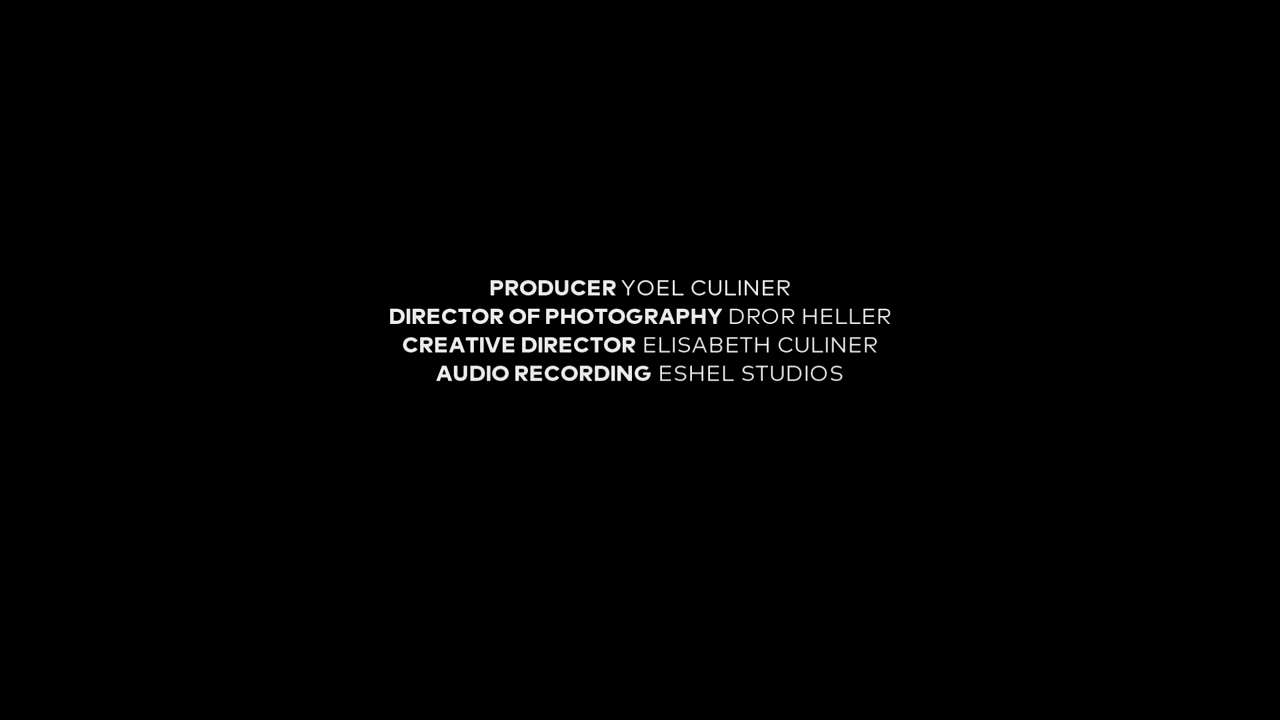 PRODUCER YOEL CULINER
DIRECTOR OF PHOTOGRAPHY DROR HELLER
CREATIVE DIRECTOR ELISABETH CULINER
AUDIO RECORDING ESHEL STUDIOS